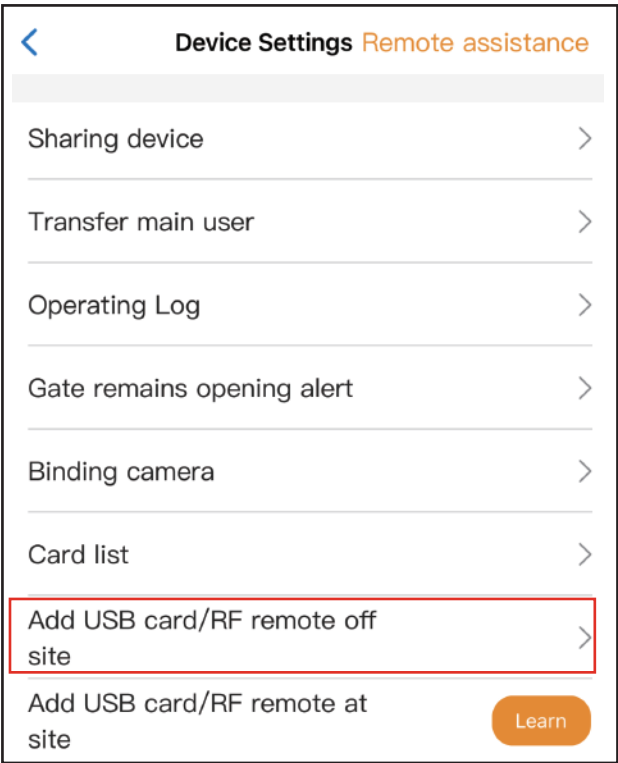 Device Settings Remote assistance
Sharing device
Transfer main user
Operating Log
Gate remains opening alert
Binding camera
Card list
Add USB card/RF remote off
site
Add USB card/RF remote at
site
Learn